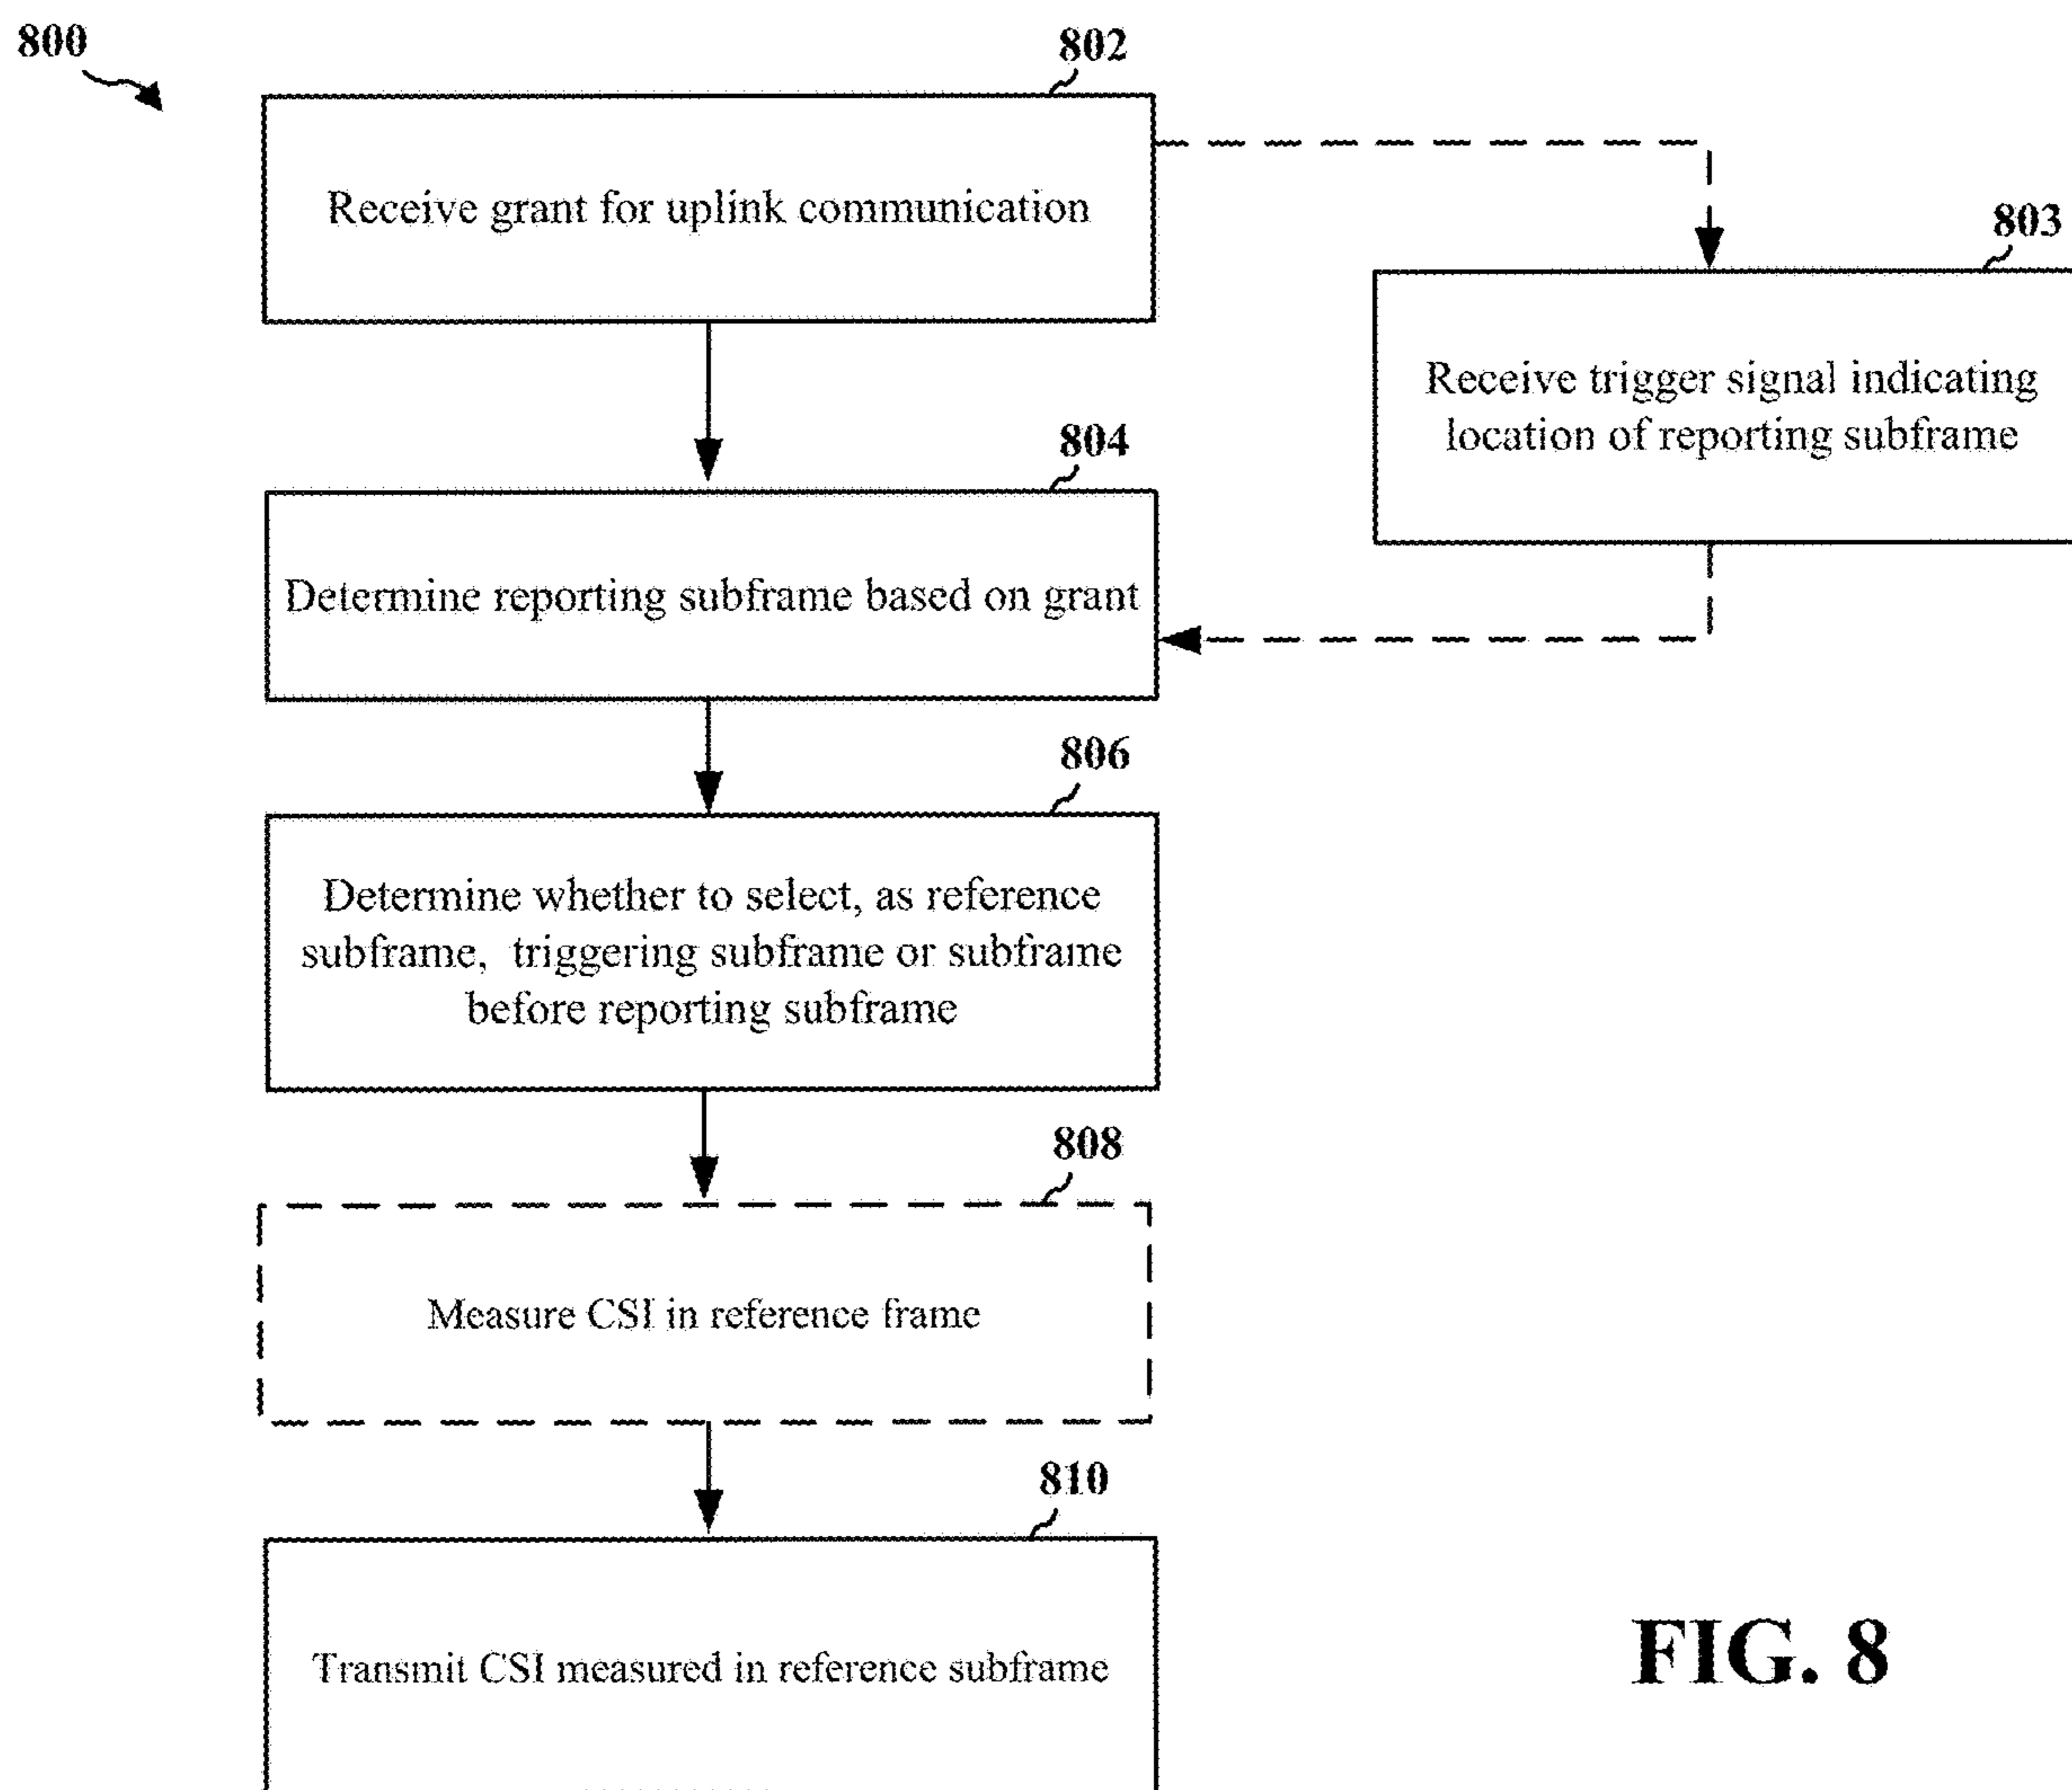 800
802
Receive grant for uplink communication
803
Receive trigger signal indicating
location of reporting subframe
804
Determine reporting subframe based on grant
806
Determine whether to select, as reference
subframe, triggering subframe or subframe
before reporting subframe
808
Measure CSI in reference frame
810
Transmit CSI measured in reference subframe
FIG. 8